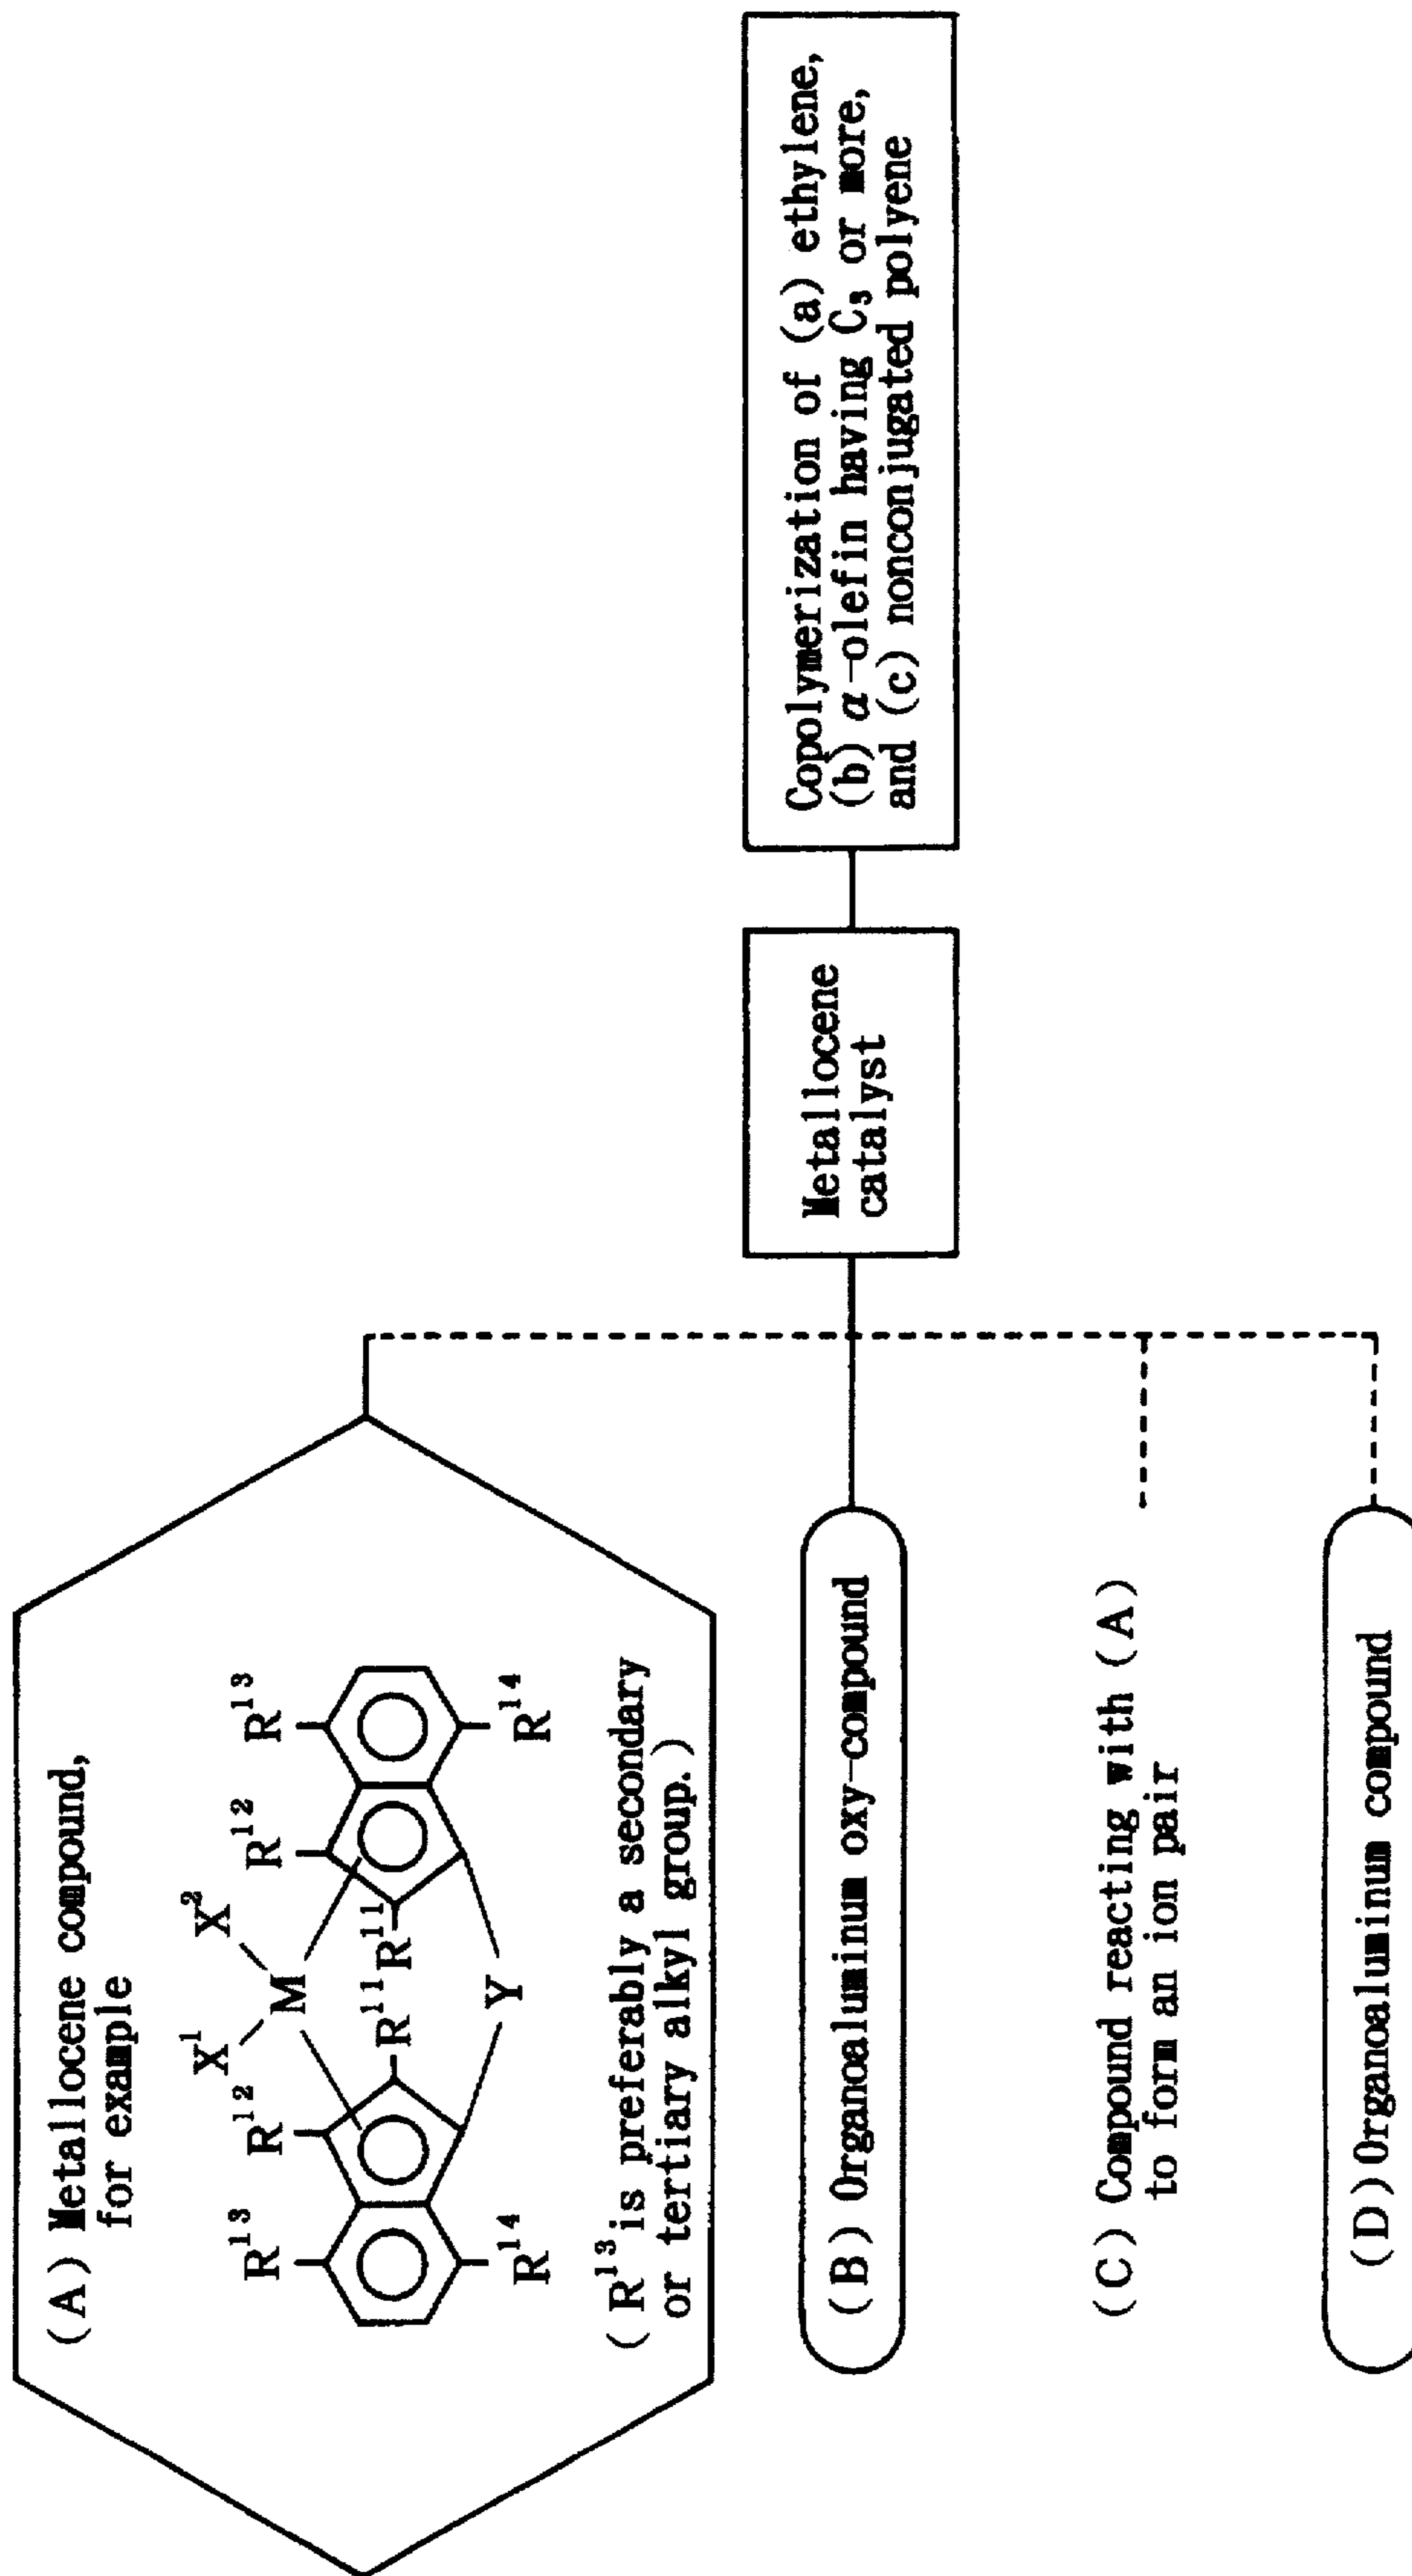 (A) Metallocene compound,
for example
X¹ X²
M
R¹³ R¹² R¹² R¹³
R¹¹ R¹¹
R¹⁴ Y R¹⁴
(R¹³ is preferably a secondary
or tertiary alkyl group.)
(B) Organoaluminum oxy-compound
(C) Compound reacting with (A)
to form an ion pair
(D) Organoaluminum compound
Metallocene
catalyst
Copolymerization of (a) ethylene,
(b) α-olefin having C₃ or more,
and (c) nonconjugated polyene